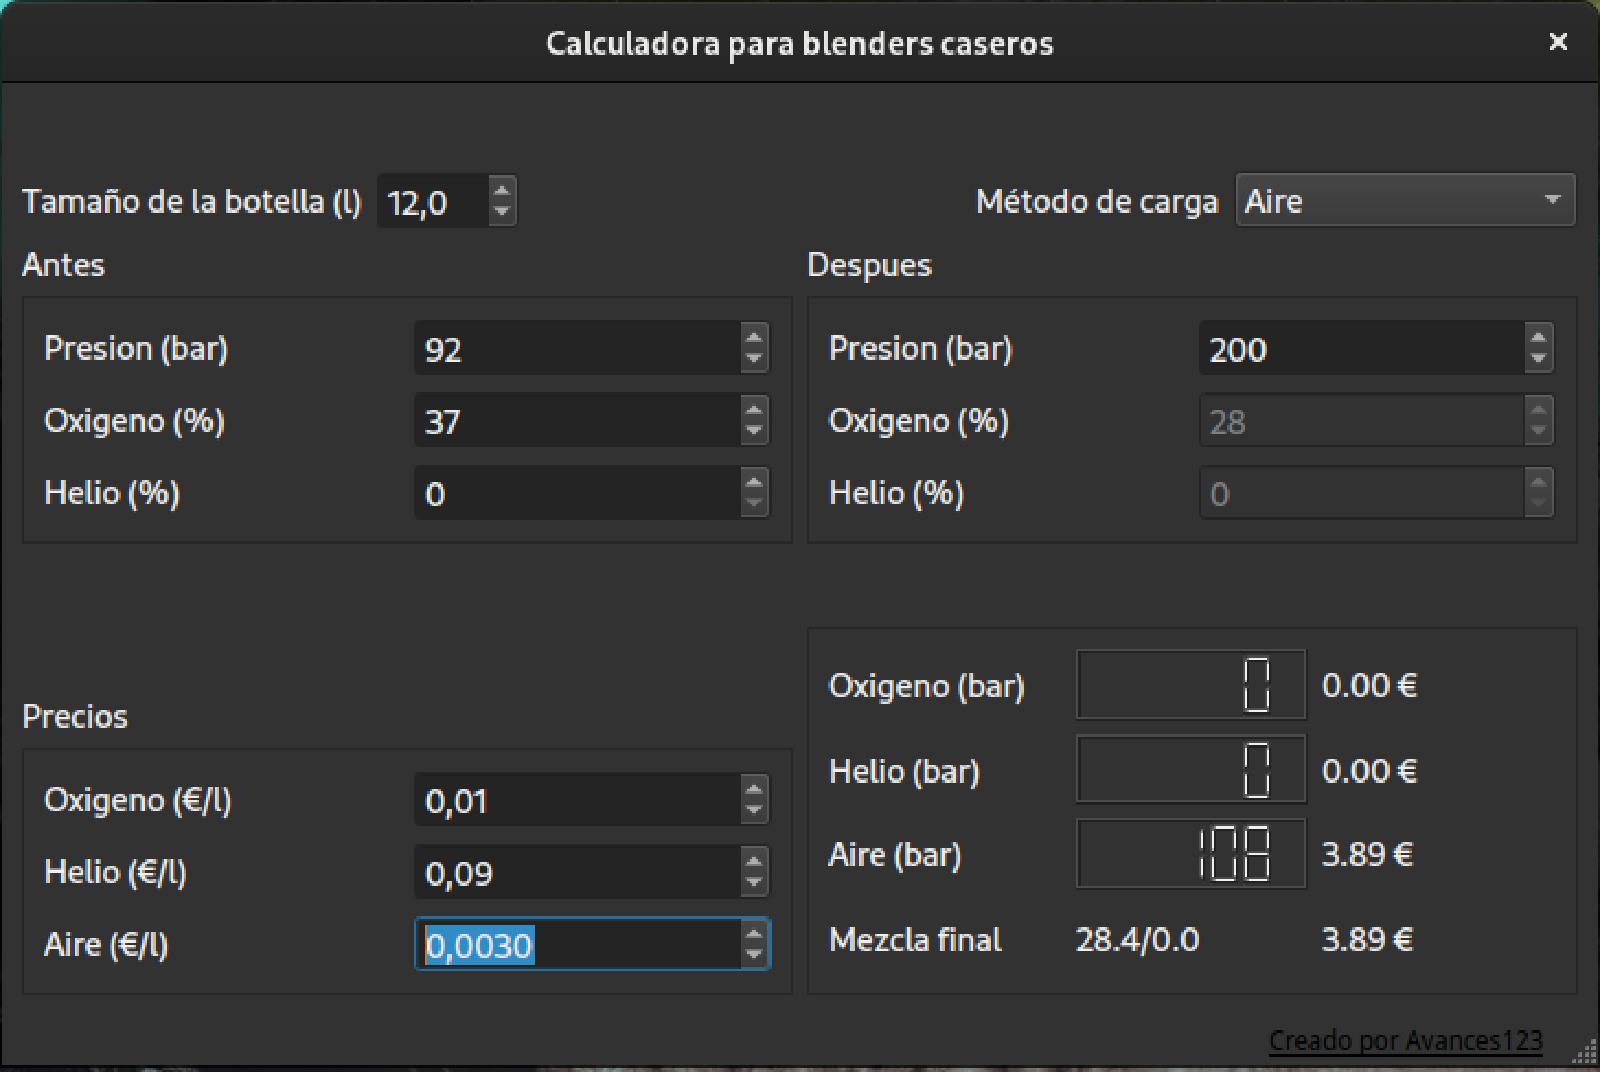 Calculadora para blenders caseros
Tamaño de la botella (l) 12,0 Método de carga Aire
Antes
Presion (bar) 92
Oxigeno (%) 37
Helio (%) 0
Despues
Presion (bar) 200
Oxigeno (%) 28
Helio (%) 0
Precios
Oxigeno (€/l) 0,01
Helio (€/l) 0,09
Aire (€/l) 0,0030
Oxigeno (bar) 0 0.00 €
Helio (bar) 0 0.00 €
Aire (bar) 108 3.89 €
Mezcla final 28.4/0.0 3.89 €
Creado por Avances123